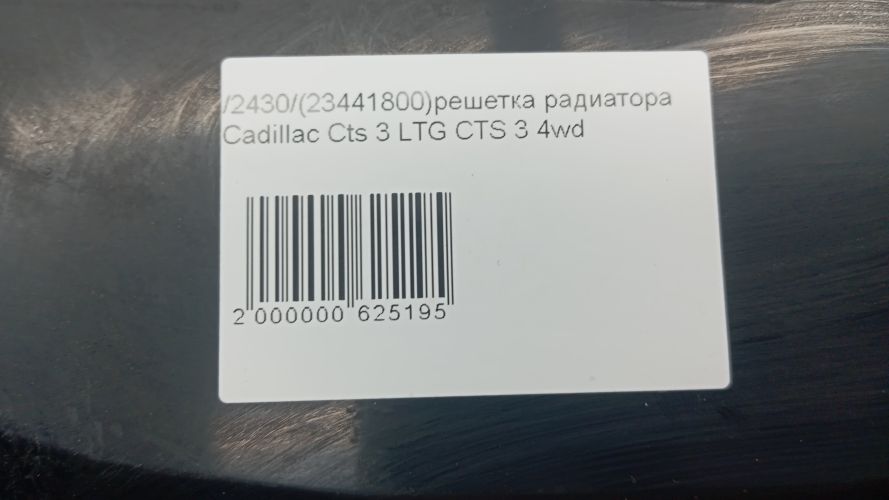 /2430/(23441800)решетка радиатора
Cadillac Cts 3 LTG CTS 3 4wd
2 000000 625195